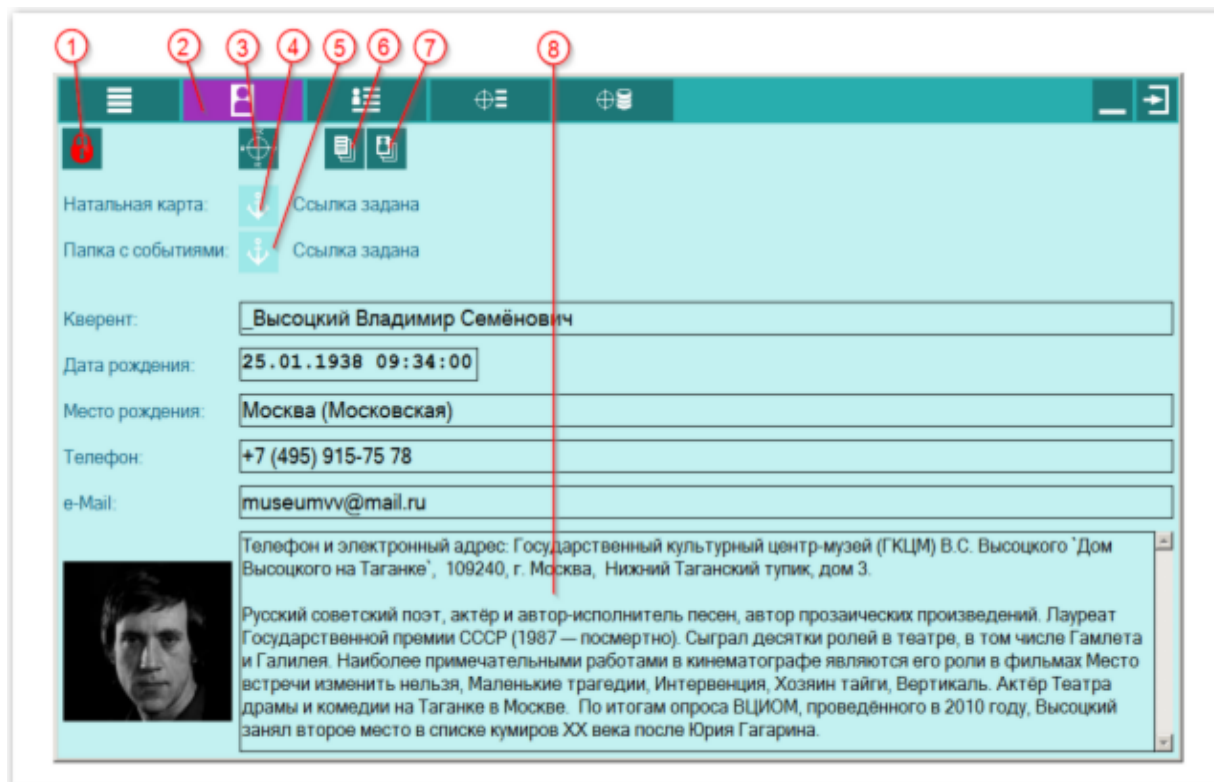 1 2 3 4 5 6 7 8
Натальная карта: Ссылка задана
Папка с событиями: Ссылка задана
Кверент: _Высоцкий Владимир Семёнович
Дата рождения: 25.01.1938 09:34:00
Место рождения: Москва (Московская)
Телефон: +7 (495) 915-75 78
e-Mail: museumvv@mail.ru
Телефон и электронный адрес: Государственный культурный центр-музей (ГКЦМ) В.С. Высоцкого `Дом
Высоцкого на Таганке`, 109240, г. Москва, Нижний Таганский тупик, дом 3.
Русский советский поэт, актёр и автор-исполнитель песен, автор прозаических произведений. Лауреат
Государственной премии СССР (1987 — посмертно). Сыграл десятки ролей в театре, в том числе Гамлета
и Галилея. Наиболее примечательными работами в кинематографе являются его роли в фильмах Место
встречи изменить нельзя, Маленькие трагедии, Интервенция, Хозяин тайги, Вертикаль. Актёр Театра
драмы и комедии на Таганке в Москве. По итогам опроса ВЦИОМ, проведённого в 2010 году, Высоцкий
занял второе место в списке кумиров XX века после Юрия Гагарина.